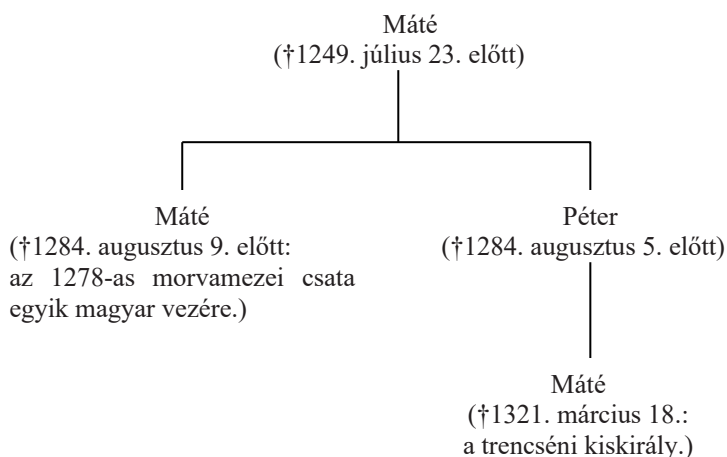 Máté
(†1249. július 23. előtt)
Máté
(†1284. augusztus 9. előtt:
az 1278-as morvamezei csata
egyik magyar vezére.)
Péter
(†1284. augusztus 5. előtt)
Máté
(†1321. március 18.:
a trencséni kiskirály.)